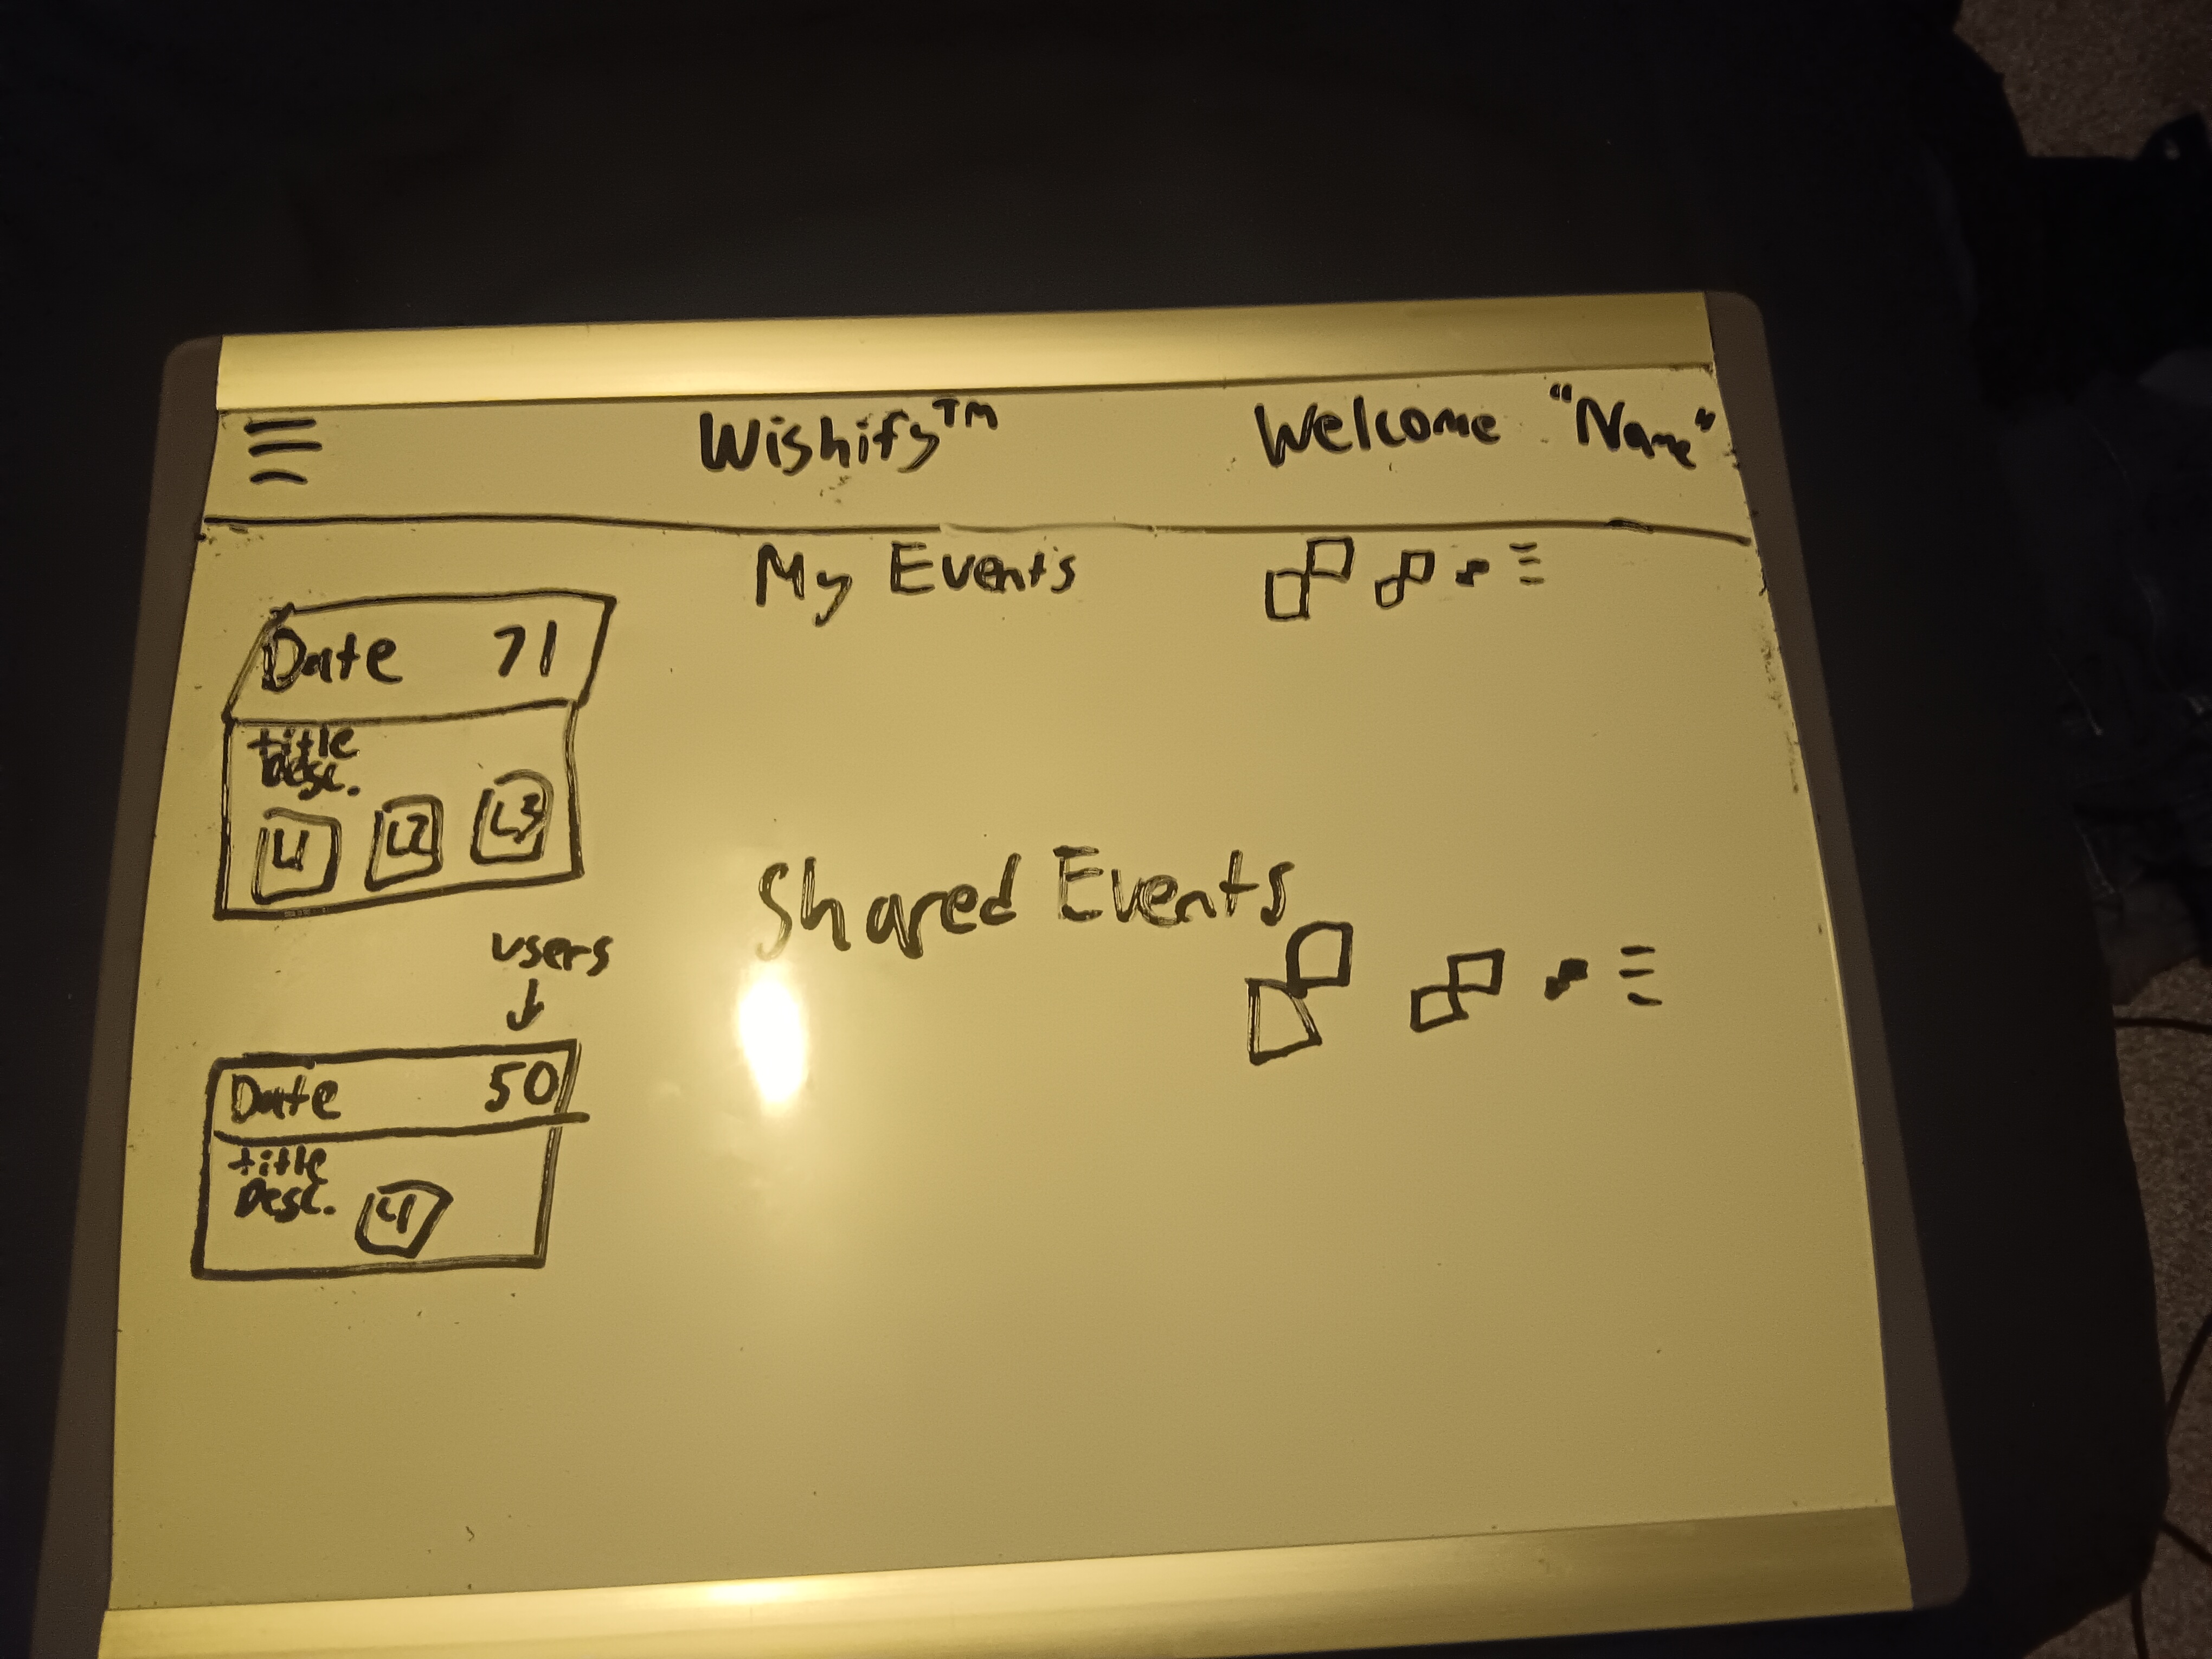 Wishify™
Welcome "Name"
My Events
Date 71
title
Desc.
L1 L2 L3
Shared Events
users
Date 50
title
Desc.
L1